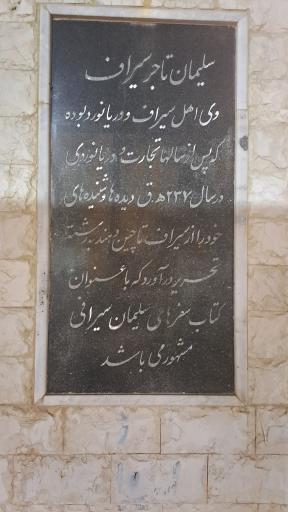 سلیمان تاجر سیراف
وی اهل سیراف و دریانورد بوده
که پس از سالها تجارت و دریانوردی
در سال ۲۳۷ ه.ق دیده ها و شنیده های
خود را از سیراف تا چین و هند به رشته
تحریر در آورد که با عنوان
کتاب سفرهای سلیمان سیرافی
مشهور می باشد